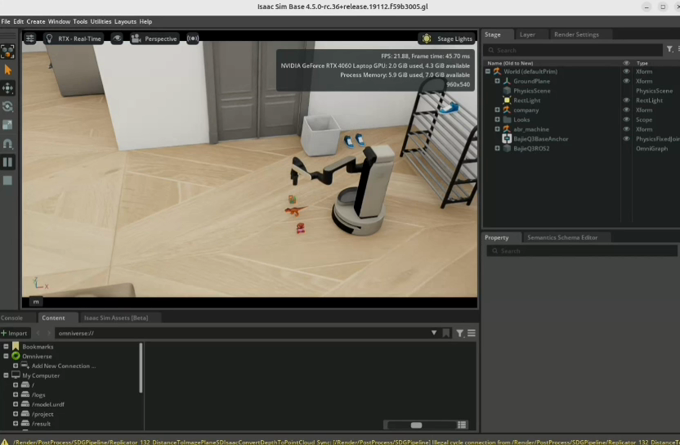 Isaac Sim Base 4.5.0-rc.36+release.19112.f59b3005.gl
File Edit Create Window Tools Utilities Layouts Help
RTX - Real-Time
Perspective
Stage Lights
FPS: 21.88, Frame time: 45.70 ms
NVIDIA GeForce RTX 4060 Laptop GPU: 2.0 GiB used, 4.3 GiB available
Process Memory: 5.9 GiB used, 7.0 GiB available
960x540
m
Stage
Layer
Render Settings
Search
Name (Old to New)
Type
World (defaultPrim)
Xform
GroundPlane
Xform
PhysicsScene
PhysicsScene
RectLight
RectLight
company
Xform
Looks
Scope
Xform
BajieQ3BaseAnchor
BajieQ3ROS2
OmniGraph
Property
Semantics Schema Editor
Search
Console
Content
Isaac Sim Assets [Beta]
+ Import
omniverse://
Bookmarks
Omniverse
Add New Connection ...
My Computer
/
/logs
/model.urdf
/project
/result